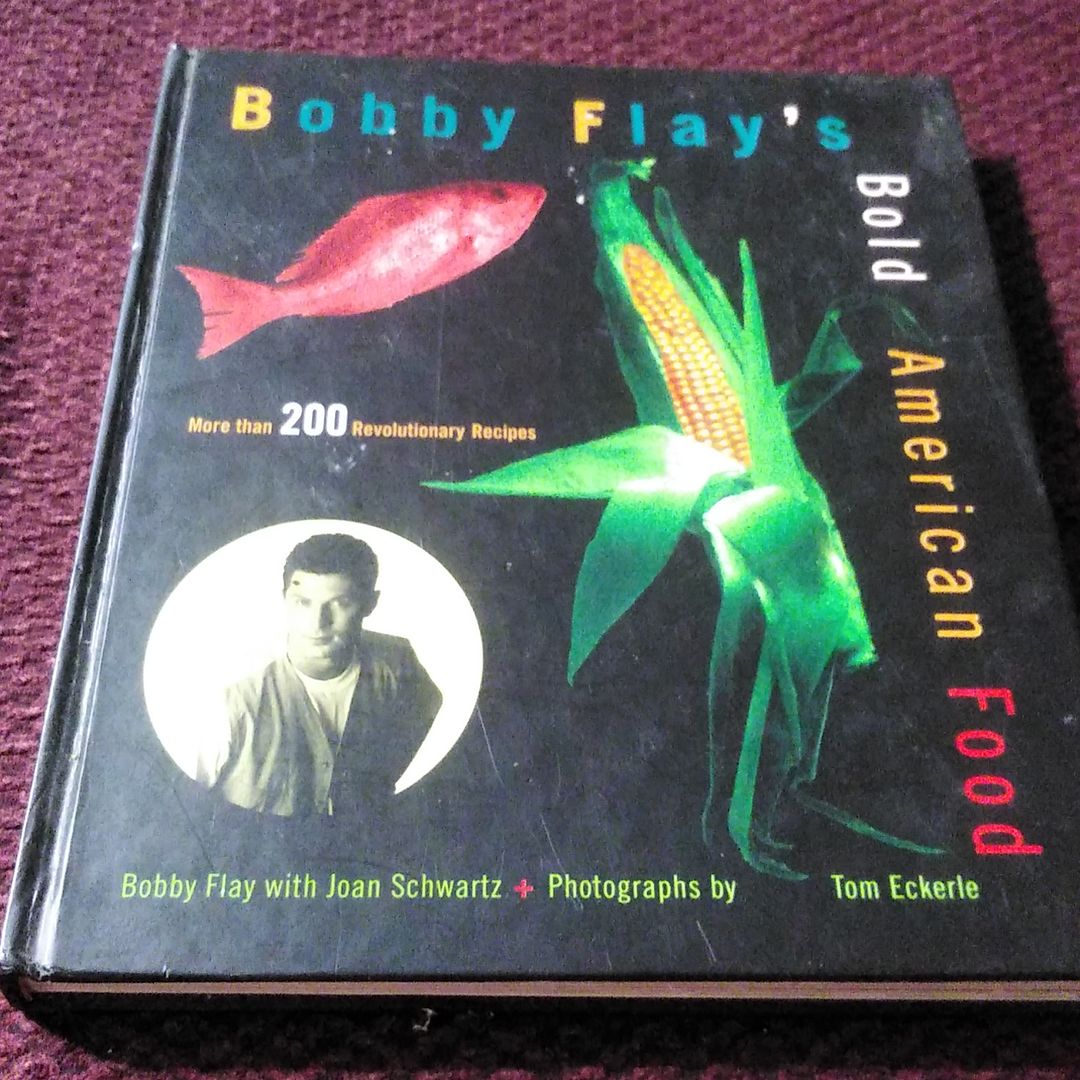 Bobby Flay's
Bold American Food
More than 200 Revolutionary Recipes
Bobby Flay with Joan Schwartz + Photographs by Tom Eckerle